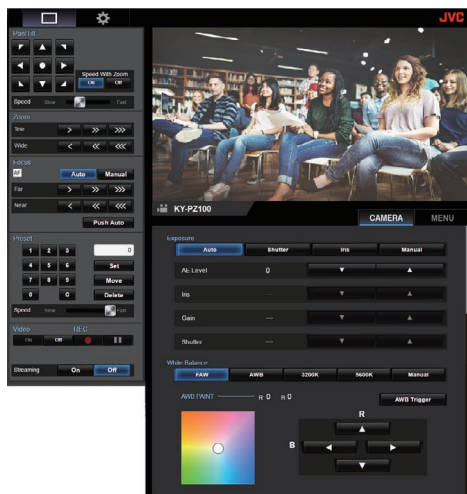 JVC
Pan/Tilt
Speed With Zoom
On Off
Speed Slow Fast
Zoom
Tele > >> >>>
Wide < << <<<
Focus
AF Auto Manual
Far > >> >>>
Near < << <<<
Push Auto
Preset
1 2 3 0
4 5 6 Set
7 8 9 Move
0 C Delete
Speed Slow Fast
Video REC
On Off
Streaming On Off
KY-PZ100
CAMERA MENU
Exposure
Auto Shutter Iris Manual
AE Level 0
Iris ---
Gain ---
Shutter ---
White Balance
FAW AWB 3200K 5600K Manual
AWB PAINT R 0 B 0 AWB Trigger
R
B